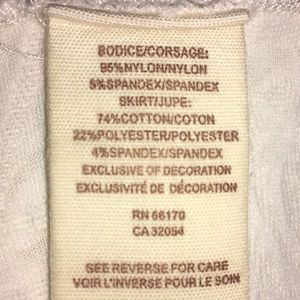 BODICE/CORSAGE:
95%NYLON/NYLON
5%SPANDEX/SPANDEX
SKIRT/JUPE:
74%COTTON/COTON
22%POLYESTER/POLYESTER
4%SPANDEX/SPANDEX
EXCLUSIVE OF DECORATION
EXCLUSIVITÉ DE DÉCORATION
RN 66170
CA 32054
SEE REVERSE FOR CARE
VOIR L'INVERSE POUR LE SOIN